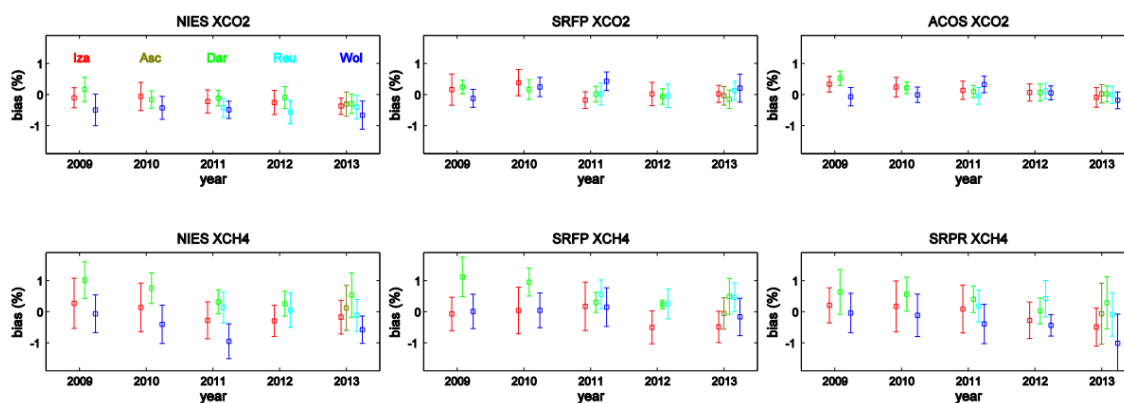 NIES XCO2
Iza Asc Dar Reu Wol
bias (%)
1
0
-1
2009 2010 2011 2012 2013
year
SRFP XCO2
bias (%)
1
0
-1
2009 2010 2011 2012 2013
year
ACOS XCO2
bias (%)
1
0
-1
2009 2010 2011 2012 2013
year
NIES XCH4
bias (%)
1
0
-1
2009 2010 2011 2012 2013
year
SRFP XCH4
bias (%)
1
0
-1
2009 2010 2011 2012 2013
year
SRPR XCH4
bias (%)
1
0
-1
2009 2010 2011 2012 2013
year